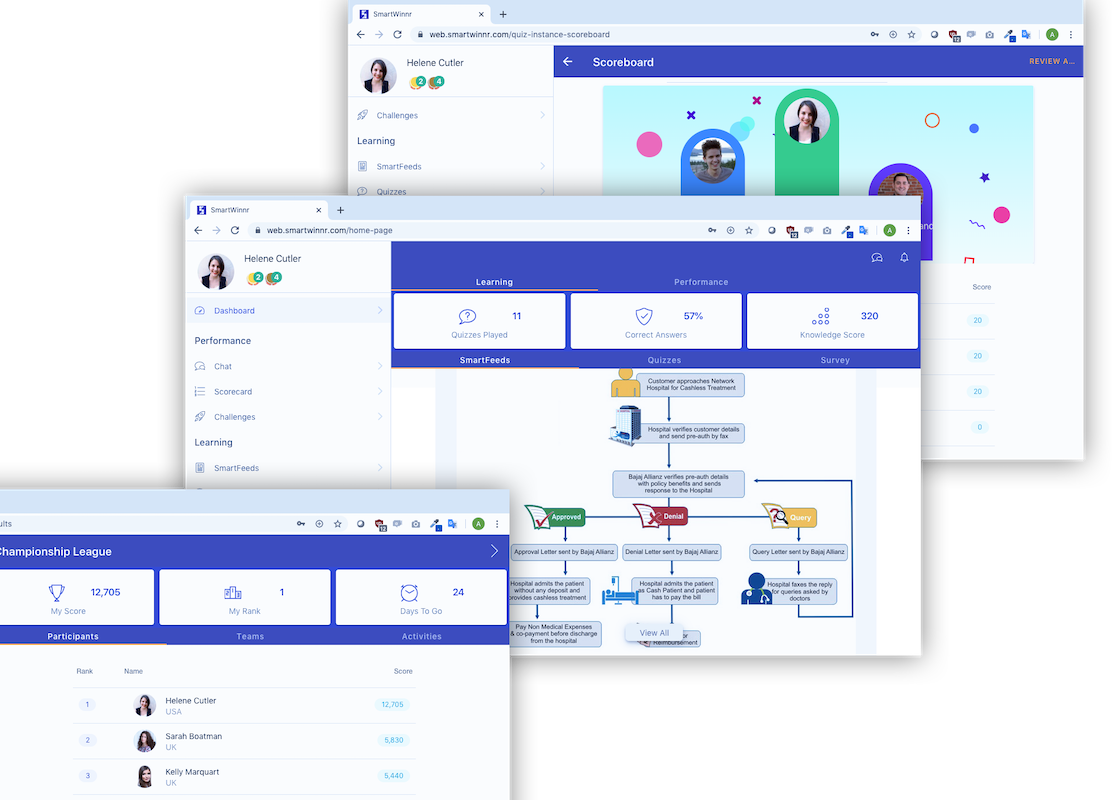 SmartWinnr
web.smartwinnr.com/quiz-instance-scoreboard
A
Helene Cutler
2
4
Challenges
Learning
SmartFeeds
Quizzes
Scoreboard
REVIEW A...
Score
20
20
20
0
SmartWinnr
web.smartwinnr.com/home-page
12
A
Helene Cutler
2
4
Dashboard
Performance
Chat
Scorecard
Challenges
Learning
SmartFeeds
Learning
Performance
11
Quizzes Played
57%
Correct Answers
320
Knowledge Score
SmartFeeds
Quizzes
Survey
Customer approaches Network
Hospital for Cashless Treatment
Hospital verifies customer details
and send pre-auth by fax
Bajaj Allianz verifies pre-auth details
with policy benefits and sends
response to the Hospital
Approved
Denial
Query
Approval Letter sent by Bajaj Allianz
Denial Letter sent by Bajaj Allianz
Query Letter sent by Bajaj Allianz
Hospital admits the patient
without any deposit and
provides cashless treatment
Hospital admits the patient
as Cash Patient and patient
has to pay the bill
Hospital faxes the reply
for queries asked by
doctors
Pay Non Medical Expenses
& co-payment before discharge
from the hospital
View All
Reimbursement
12
A
Championship League
12,705
My Score
1
My Rank
24
Days To Go
Participants
Teams
Activities
Rank
Name
Score
1
Helene Cutler
USA
12,705
2
Sarah Boatman
UK
5,830
3
Kelly Marquart
UK
5,440